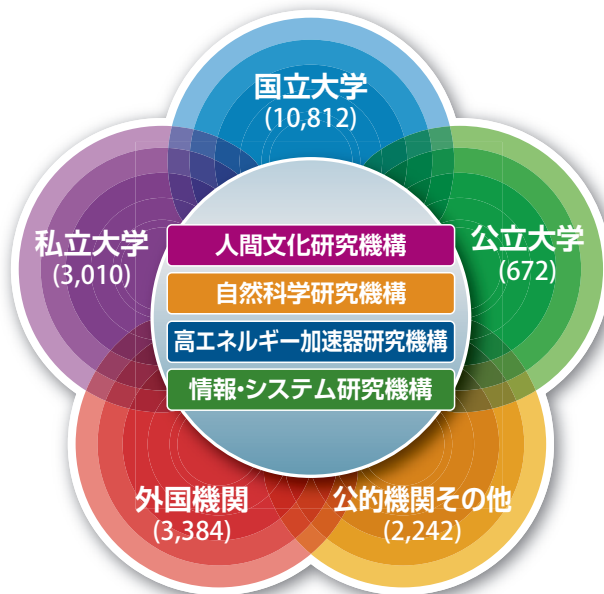 国立大学
(10,812)
私立大学
(3,010)
公立大学
(672)
人間文化研究機構
自然科学研究機構
高エネルギー加速器研究機構
情報・システム研究機構
外国機関
(3,384)
公的機関その他
(2,242)